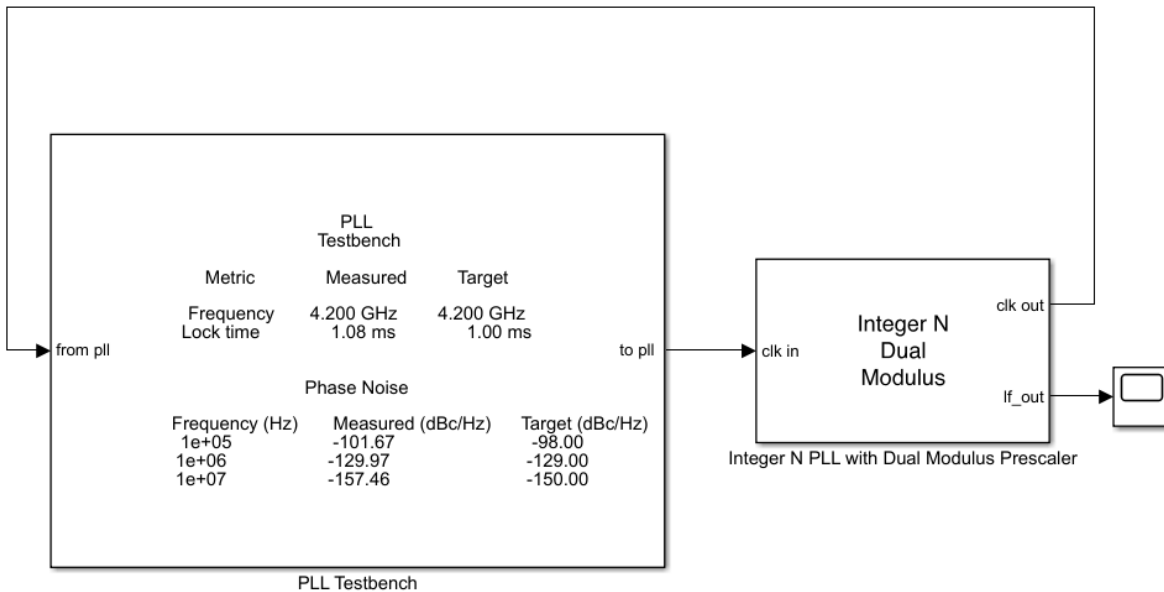 PLL
Testbench
Metric Measured Target
Frequency 4.200 GHz 4.200 GHz
Lock time 1.08 ms 1.00 ms
from pll
to pll
Phase Noise
Frequency (Hz) Measured (dBc/Hz) Target (dBc/Hz)
1e+05 -101.67 -98.00
1e+06 -129.97 -129.00
1e+07 -157.46 -150.00
PLL Testbench
clk in
Integer N
Dual
Modulus
clk out
lf_out
Integer N PLL with Dual Modulus Prescaler